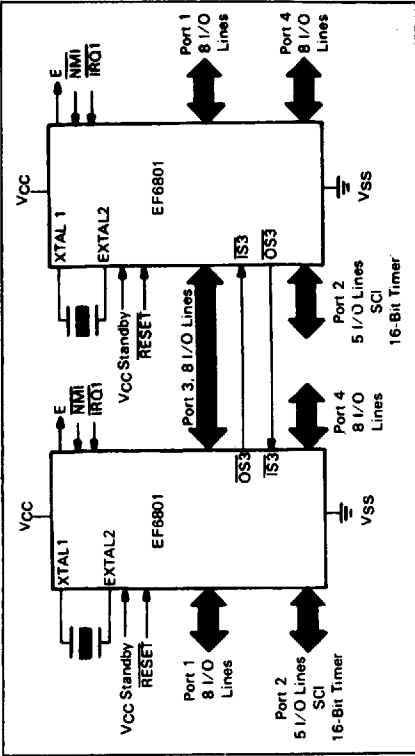 VCC
XTAL1
EXTAL2
E
NMI
IRQ1
VCC Standby
RESET
EF6801
Port 1
8 I/O
Lines
Port 2
5 I/O Lines
SCI
16-Bit Timer
OS3
IS3
Port 4
8 I/O
Lines
VSS
Port 3, 8 I/O Lines
VCC
XTAL 1
EXTAL2
E
NMI
IRQ1
VCC Standby
RESET
EF6801
IS3
OS3
Port 1
8 I/O
Lines
Port 2
5 I/O Lines
SCI
16-Bit Timer
Port 4
8 I/O
Lines
VSS